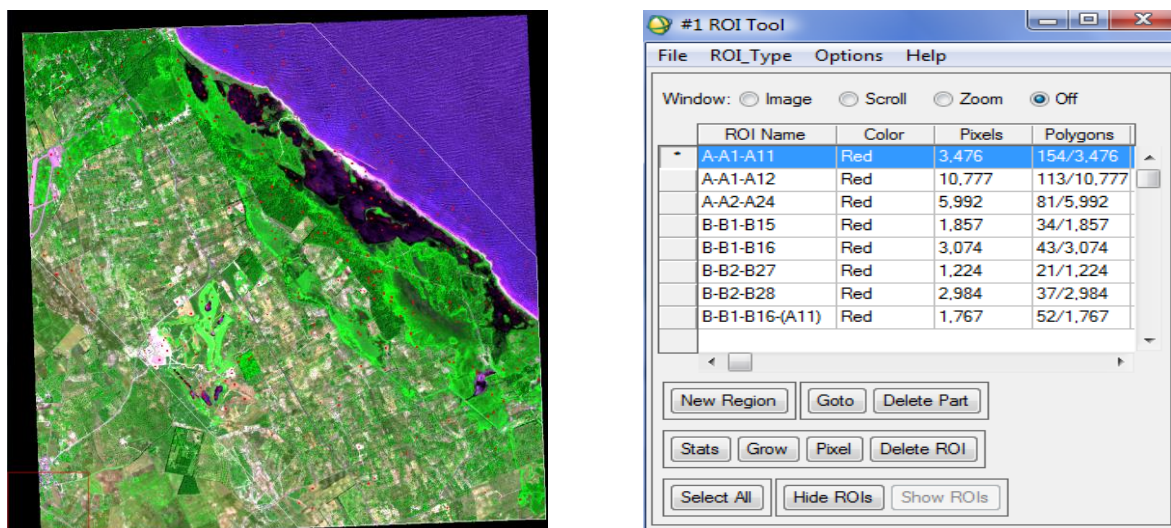 #1 ROI Tool
File ROI_Type Options Help
Window: Image Scroll Zoom Off
ROI Name Color Pixels Polygons
* A-A1-A11 Red 3,476 154/3,476
A-A1-A12 Red 10,777 113/10,777
A-A2-A24 Red 5,992 81/5,992
B-B1-B15 Red 1,857 34/1,857
B-B1-B16 Red 3,074 43/3,074
B-B2-B27 Red 1,224 21/1,224
B-B2-B28 Red 2,984 37/2,984
B-B1-B16-(A11) Red 1,767 52/1,767
New Region Goto Delete Part
Stats Grow Pixel Delete ROI
Select All Hide ROIs Show ROIs